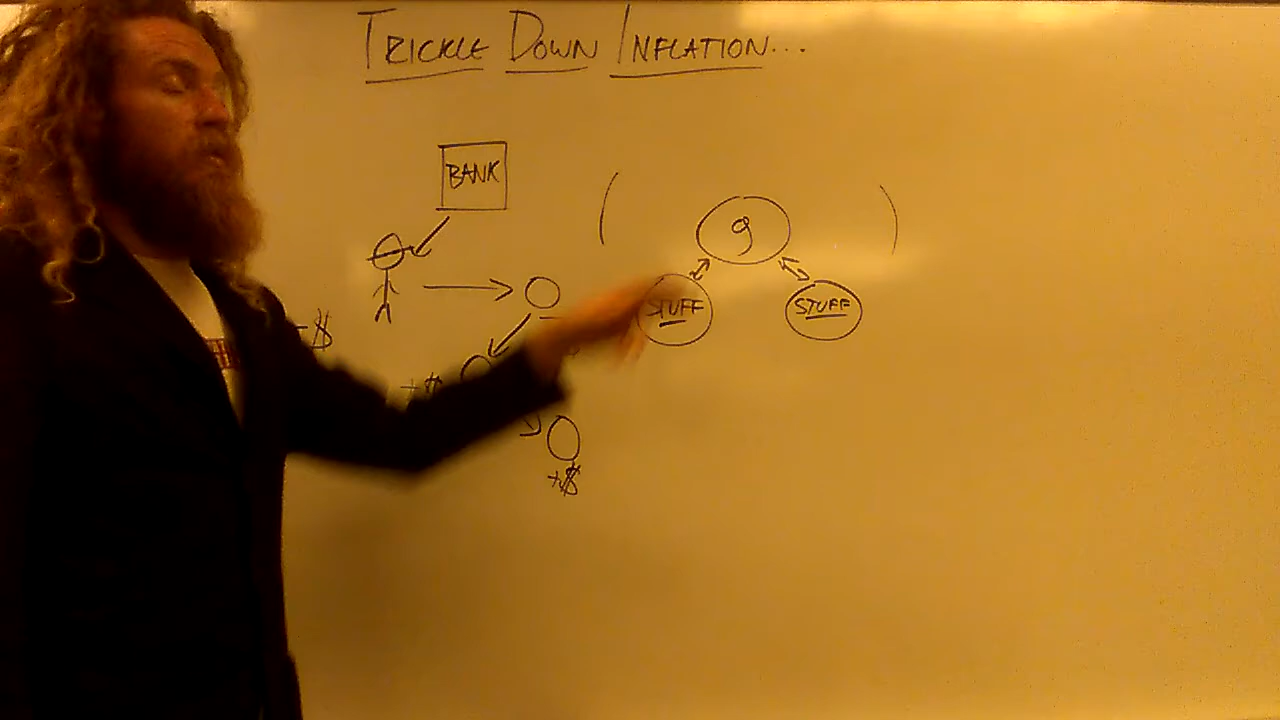 TRICKLE DOWN INFLATION...
BANK
g
STUFF
STUFF
+$
+$
+$